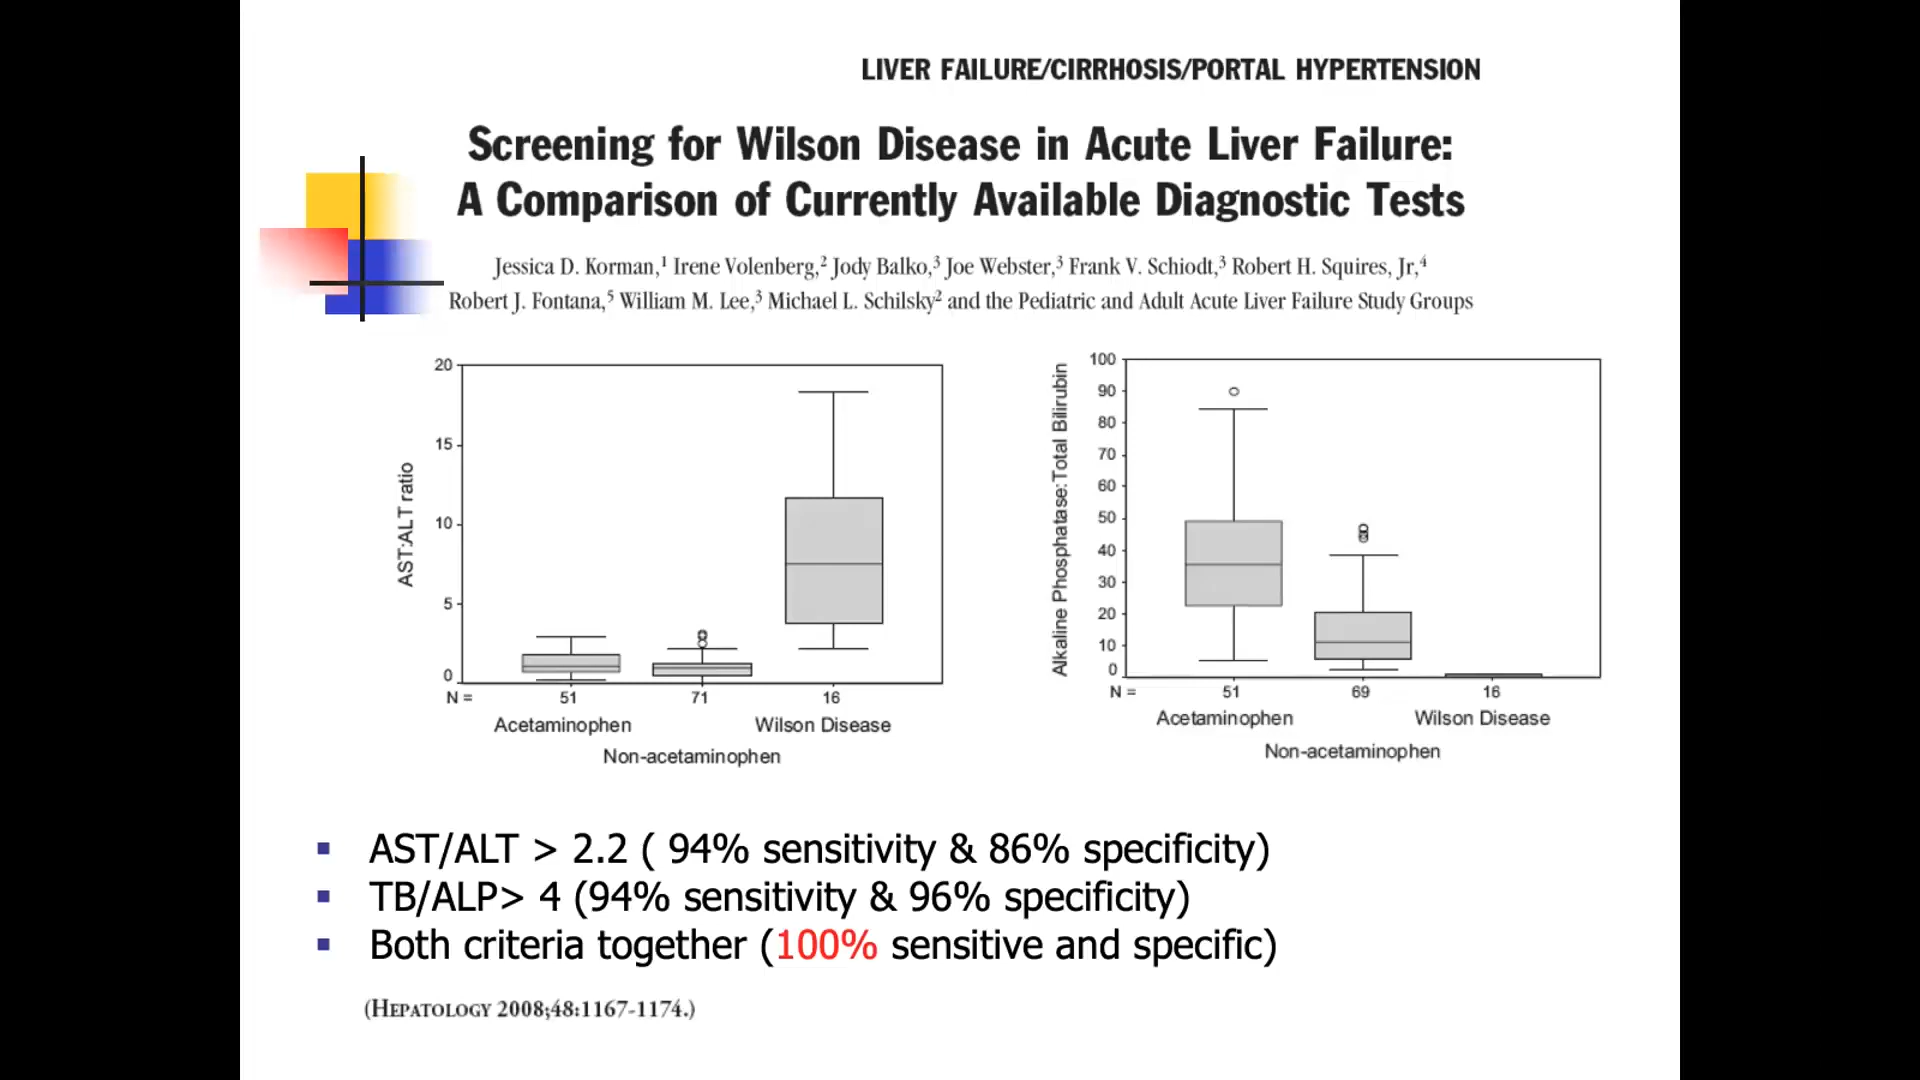 LIVER FAILURE/CIRRHOSIS/PORTAL HYPERTENSION
Screening for Wilson Disease in Acute Liver Failure:
A Comparison of Currently Available Diagnostic Tests
Jessica D. Korman,1 Irene Volenberg,2 Jody Balko,3 Joe Webster,3 Frank V. Schiodt,3 Robert H. Squires, Jr,4
Robert J. Fontana,5 William M. Lee,3 Michael L. Schilsky2 and the Pediatric and Adult Acute Liver Failure Study Groups
AST:ALT ratio
20
15
10
5
0
N = 51 71 16
Acetaminophen Wilson Disease
Non-acetaminophen
Alkaline Phosphatase:Total Bilirubin
100
90
80
70
60
50
40
30
20
10
0
N = 51 69 16
Acetaminophen Wilson Disease
Non-acetaminophen
▪ AST/ALT > 2.2 ( 94% sensitivity & 86% specificity)
▪ TB/ALP> 4 (94% sensitivity & 96% specificity)
▪ Both criteria together (100% sensitive and specific)
(HEPATOLOGY 2008;48:1167-1174.)